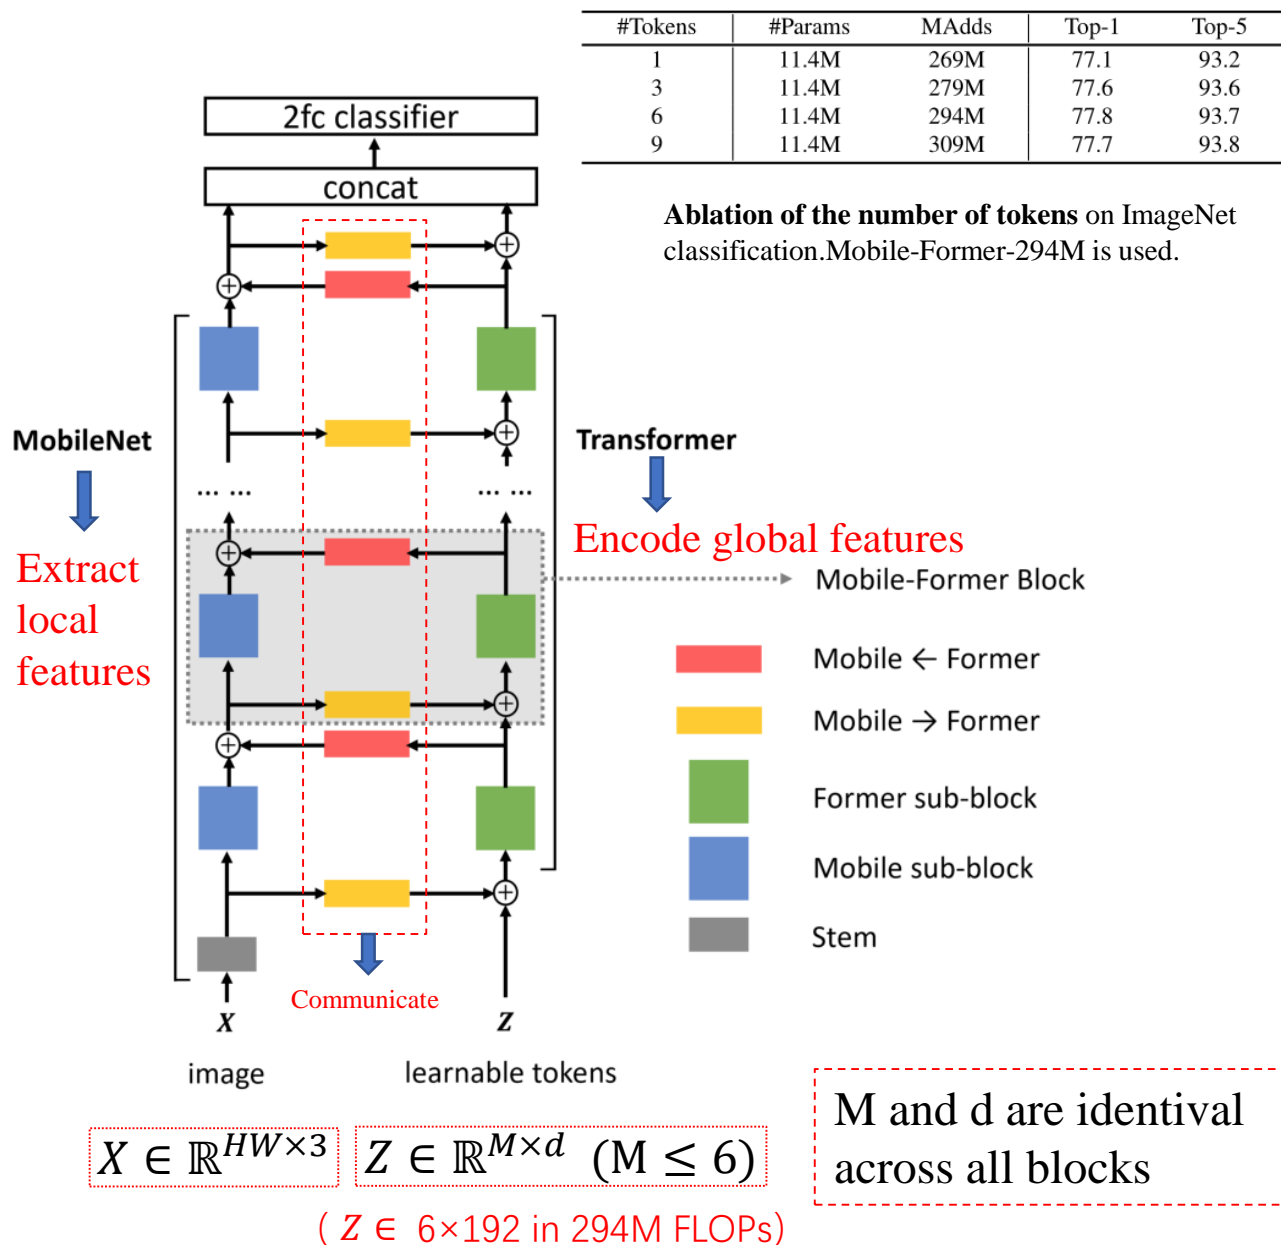 #Tokens #Params MAdds Top-1 Top-5
1 11.4M 269M 77.1 93.2
3 11.4M 279M 77.6 93.6
6 11.4M 294M 77.8 93.7
9 11.4M 309M 77.7 93.8
Ablation of the number of tokens on ImageNet
classification.Mobile-Former-294M is used.
2fc classifier
concat
MobileNet
Extract
local
features
Transformer
Encode global features
... ...
... ...
Mobile-Former Block
Mobile ← Former
Mobile → Former
Former sub-block
Mobile sub-block
Stem
Communicate
X
Z
image
learnable tokens
X ∈ ℝ^{HW×3}
Z ∈ ℝ^{M×d} (M ≤ 6)
( Z ∈ 6×192 in 294M FLOPs)
M and d are identival
across all blocks